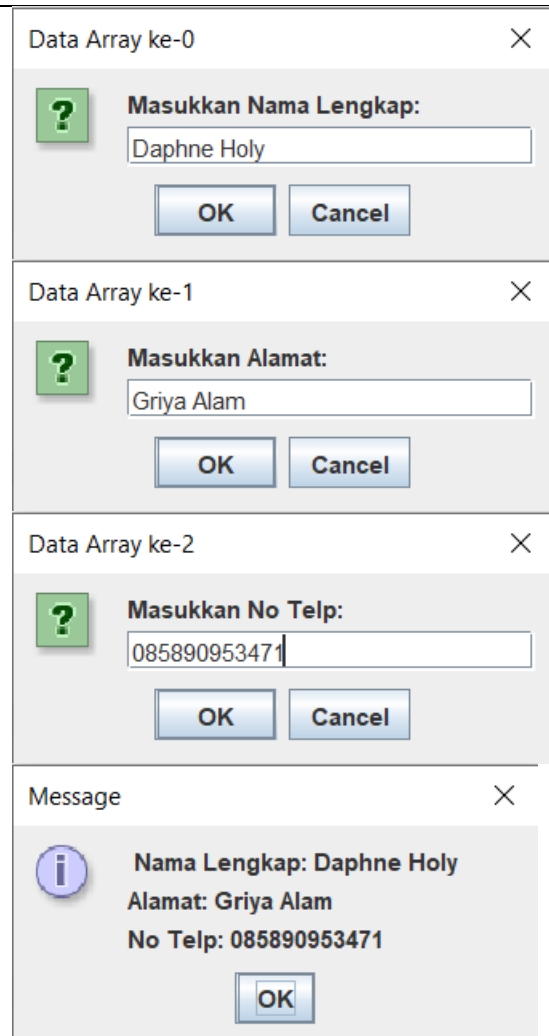 Data Array ke-0
Masukkan Nama Lengkap:
Daphne Holy
OK Cancel
Data Array ke-1
Masukkan Alamat:
Griya Alam
OK Cancel
Data Array ke-2
Masukkan No Telp:
085890953471
OK Cancel
Message
Nama Lengkap: Daphne Holy
Alamat: Griya Alam
No Telp: 085890953471
OK